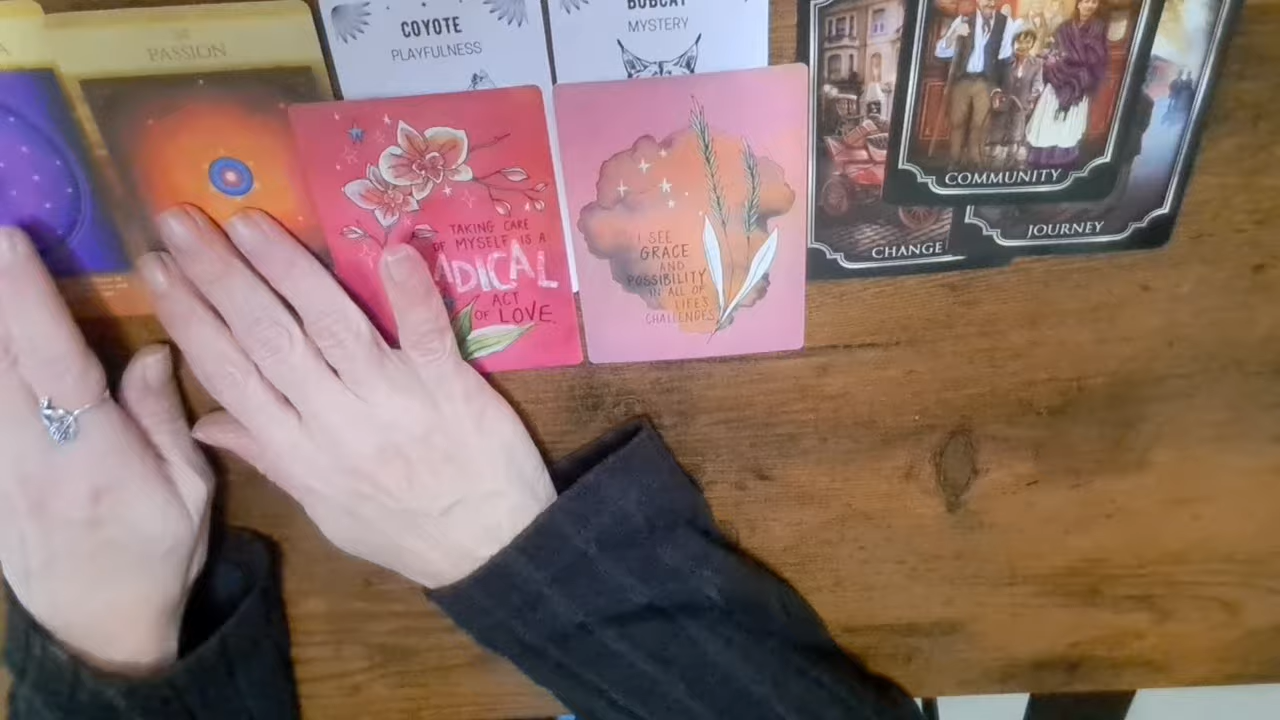 PASSION
COYOTE
PLAYFULNESS
BOBCAT
MYSTERY
TAKING CARE
OF MYSELF IS A
ADICAL
ACT
OF LOVE.
I SEE
GRACE
AND
POSSIBILITY
IN ALL OF
LIFE'S
CHALLENGES.
CHANGE
COMMUNITY
JOURNEY